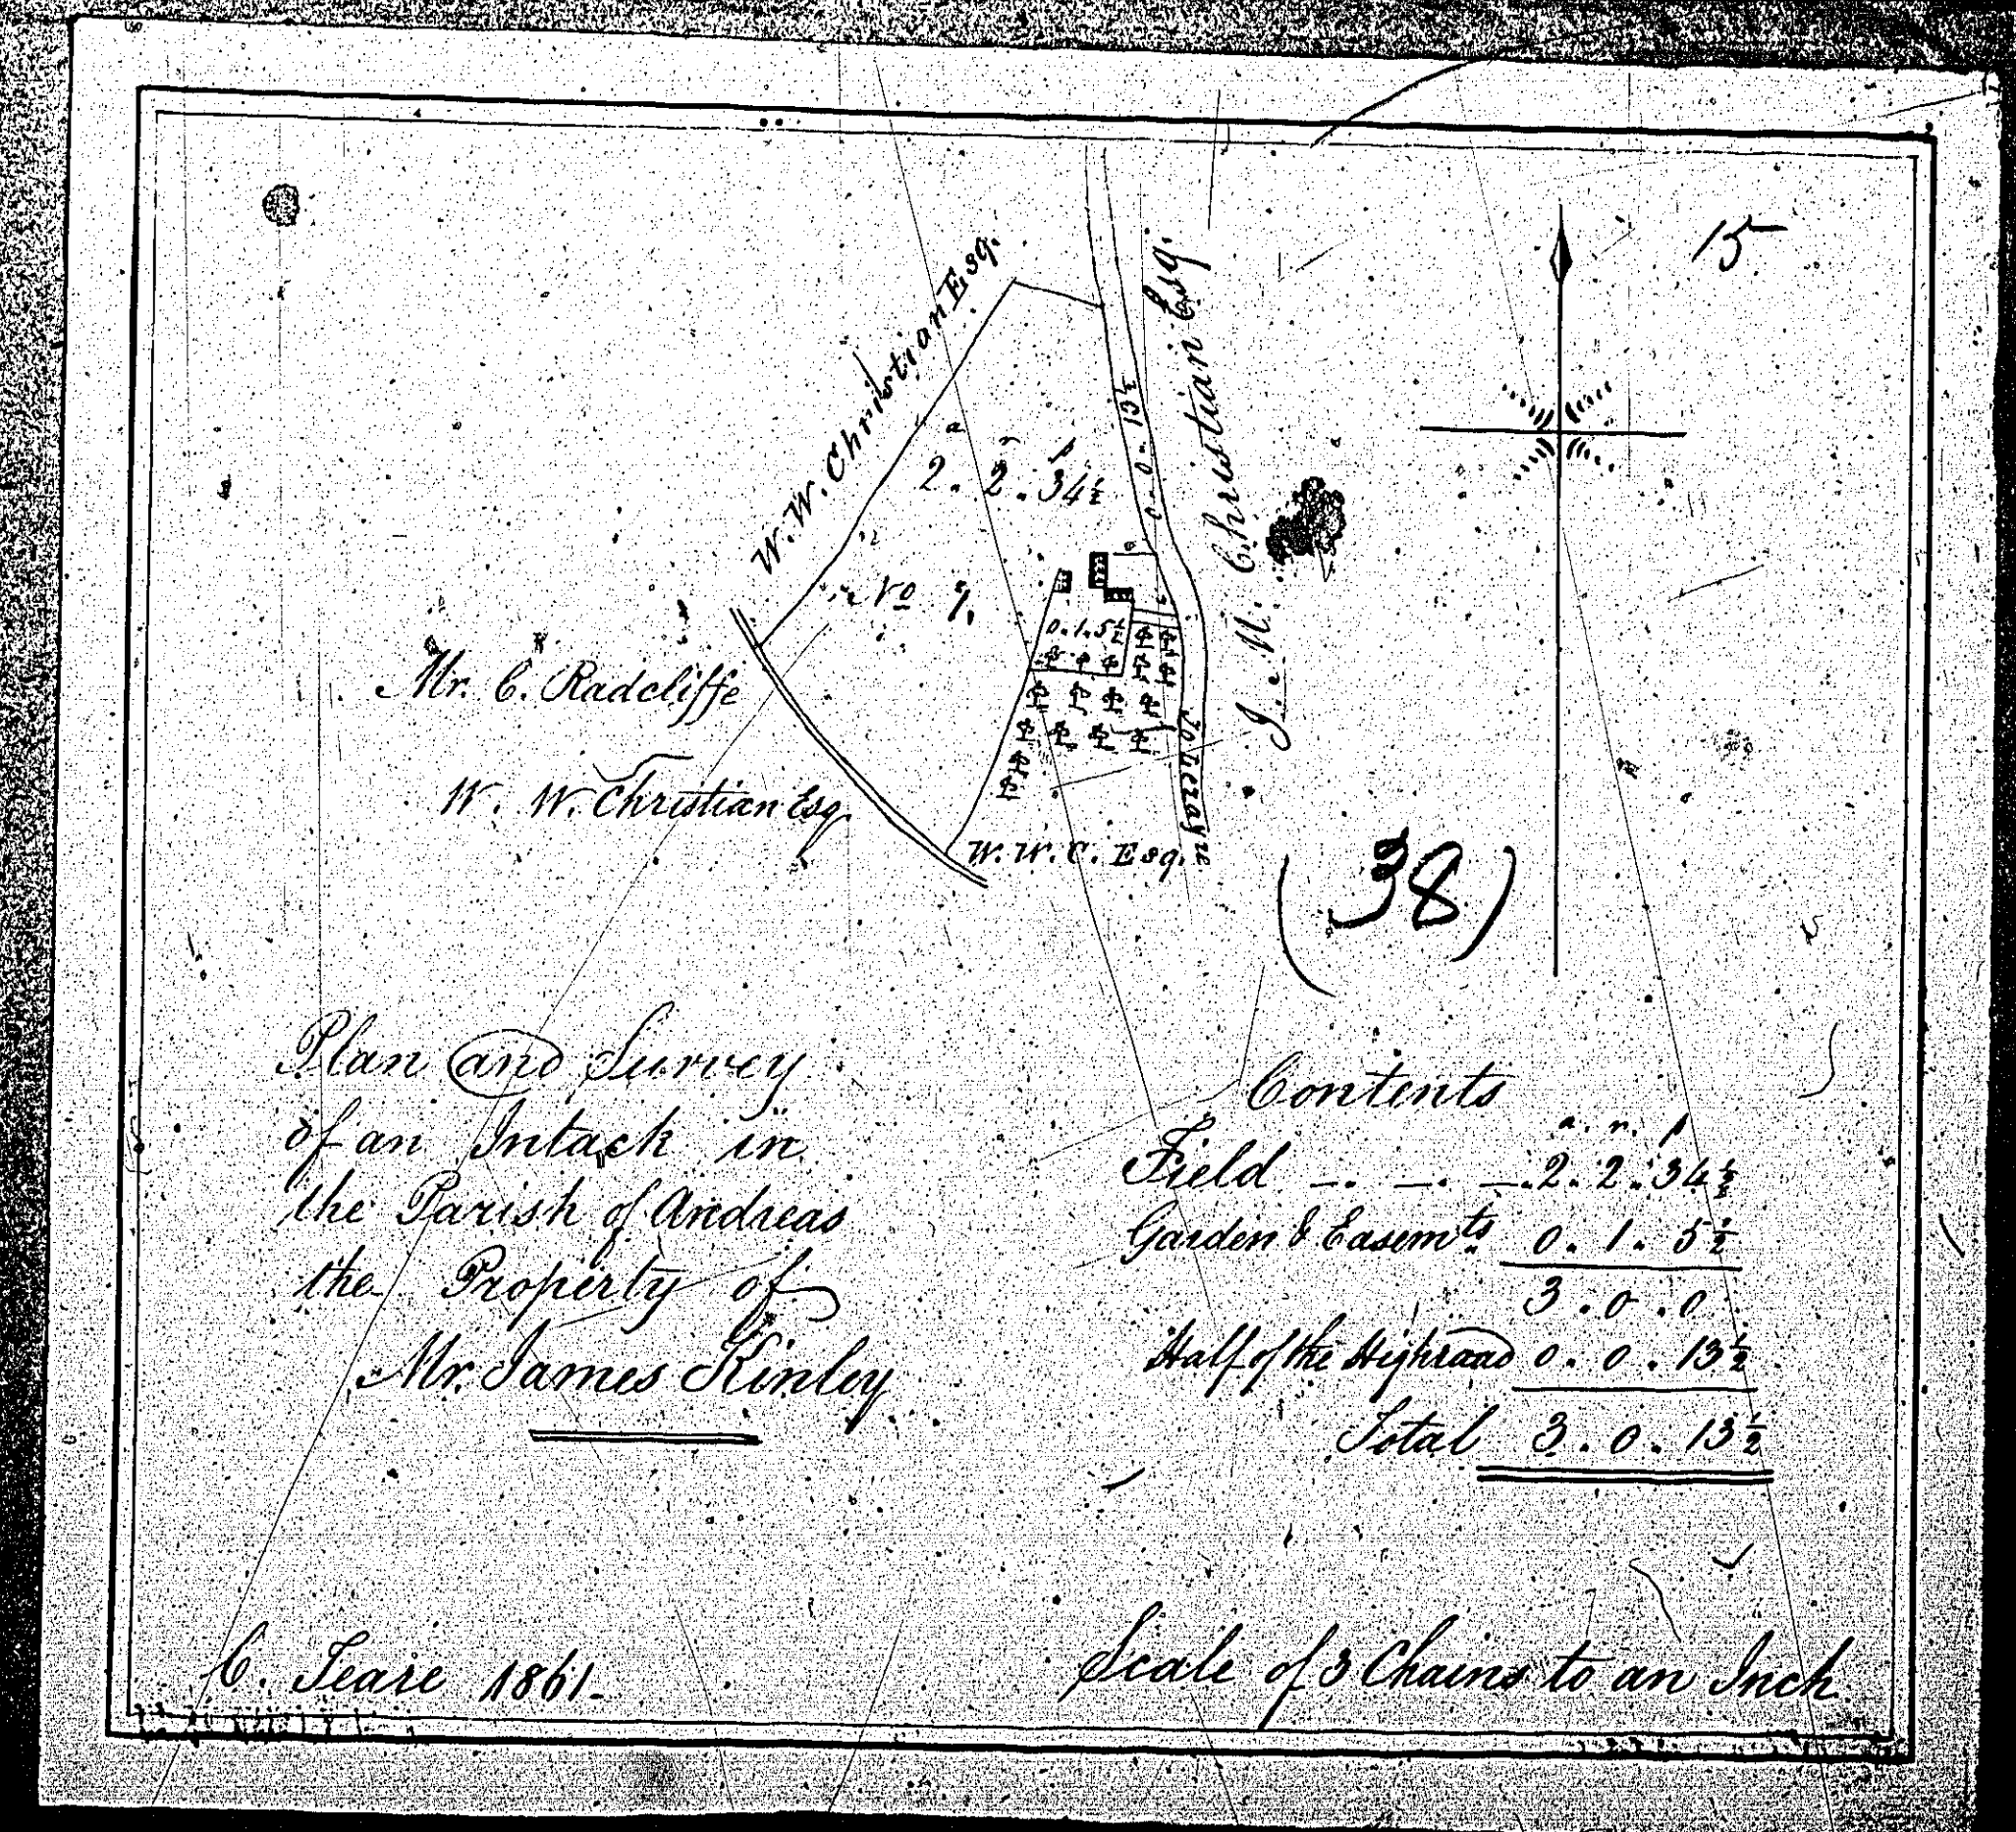 15
W. W. Christian Esq.
J. N. Christian Esq.
a r p
2 . 2 . 34½
0 . 0 . 13½
No 1.
0 . 1 . 5½
Mr. C. Radcliffe
W. W. Christian Esq.
W. W. C. Esq.
To Lezayre
(38)
Plan and Survey
of an Intack in
the Parish of Andreas
the Property of
Mr. James Kinley
Contents
a . r . p
Field — . — . — . 2 . 2 . 34½
Garden & Easemts. 0 . 1 . 5½
3 . 0 . 0
Half of the Highroad 0 . 0 . 13½
Total 3 . 0 . 13½
C. Teare 1861.
Scale of 3 Chains to an Inch